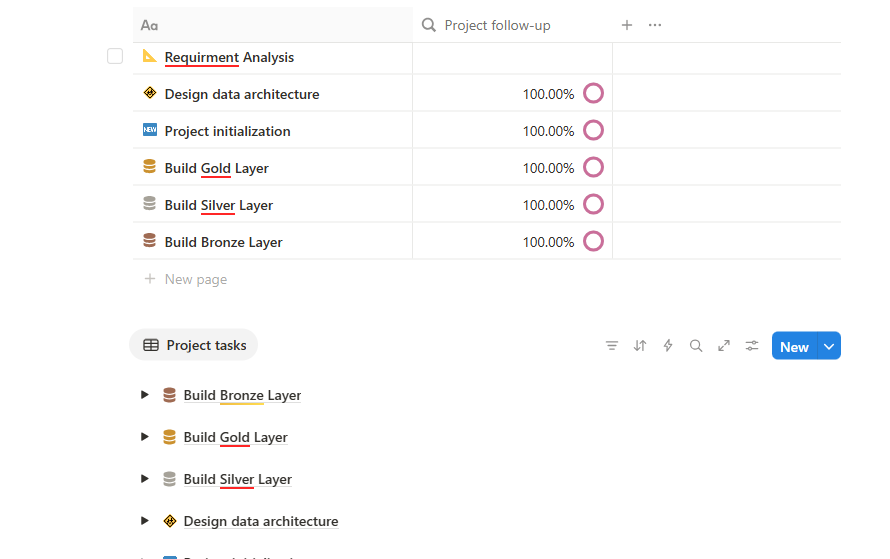 Aa Project follow-up
Requirment Analysis
Design data architecture 100.00%
NEW Project initialization 100.00%
Build Gold Layer 100.00%
Build Silver Layer 100.00%
Build Bronze Layer 100.00%
New page
Project tasks New
Build Bronze Layer
Build Gold Layer
Build Silver Layer
Design data architecture